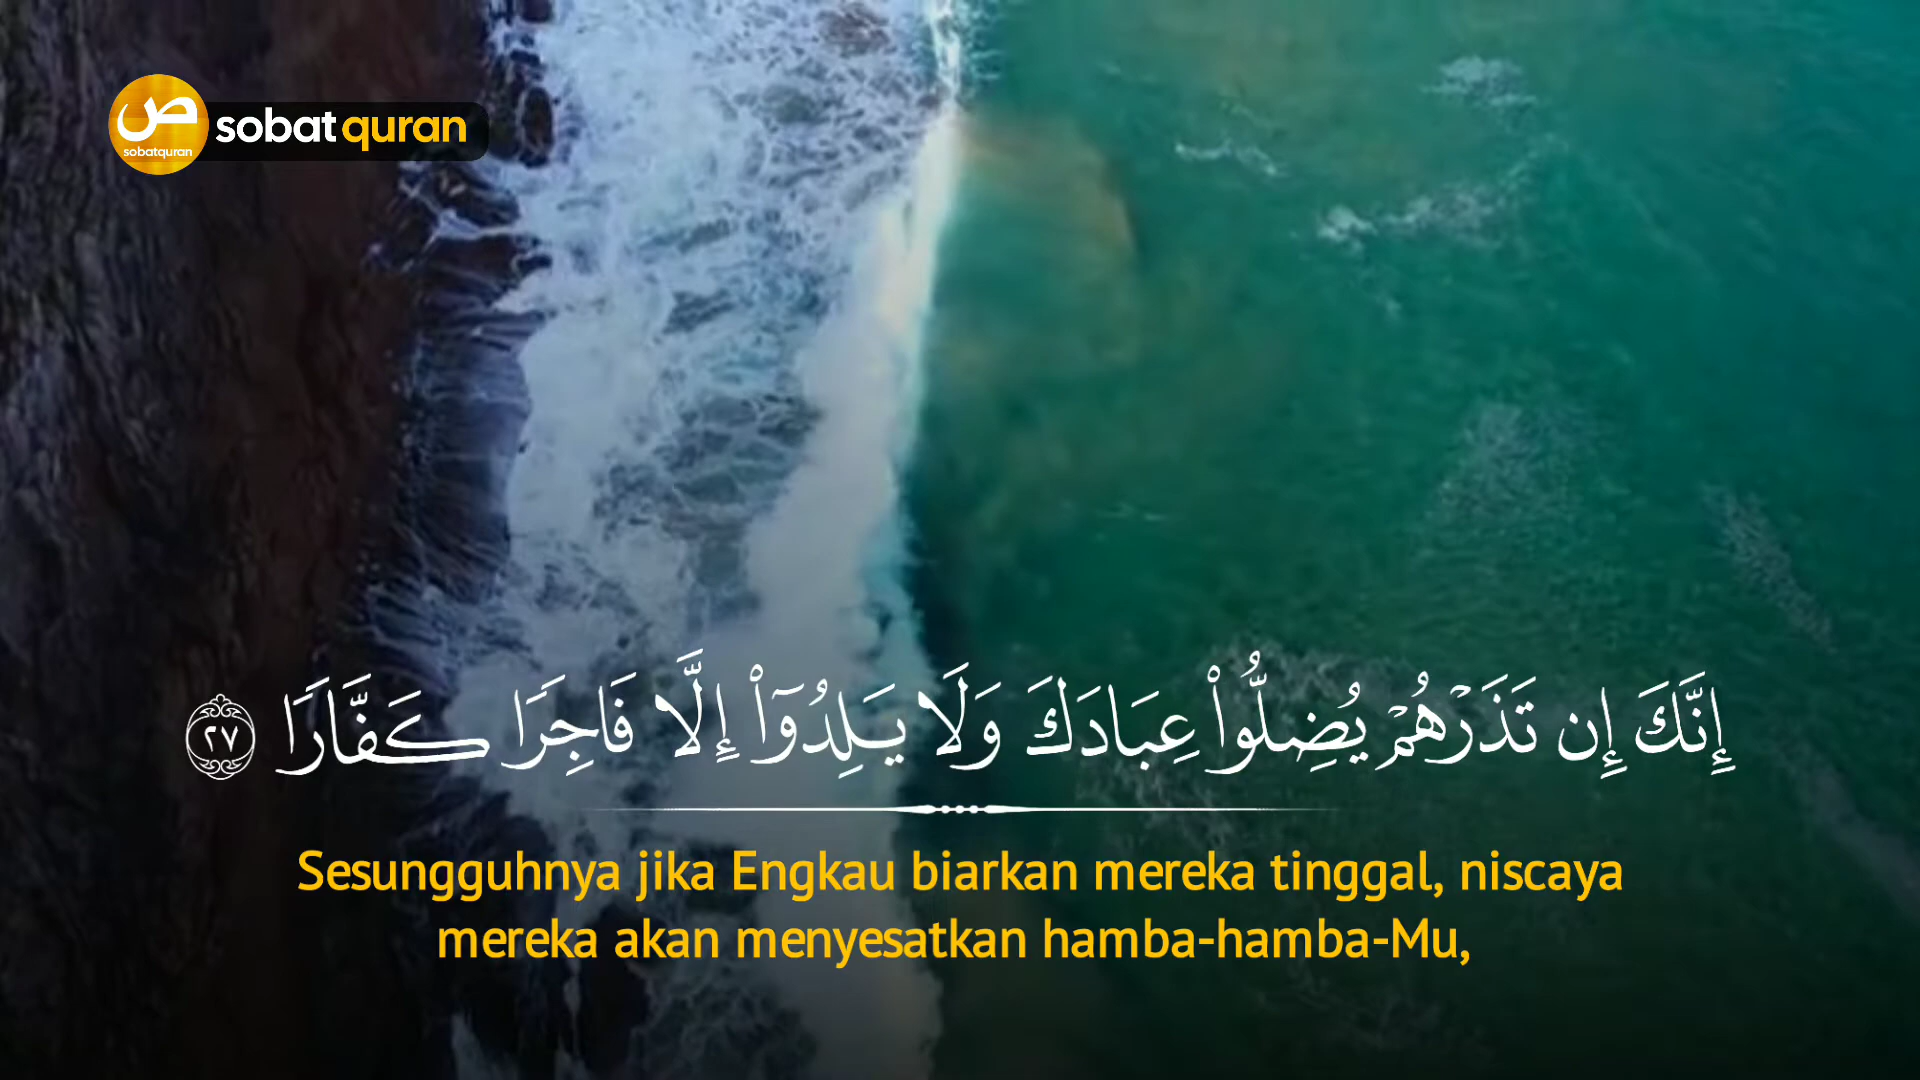 ص
sobatquran
sobat quran
إِنَّكَ إِن تَذَرْهُمْ يُضِلُّوا۟ عِبَادَكَ وَلَا يَلِدُوٓا۟ إِلَّا فَاجِرًا كَفَّارًا ٢٧
Sesungguhnya jika Engkau biarkan mereka tinggal, niscaya
mereka akan menyesatkan hamba-hamba-Mu,